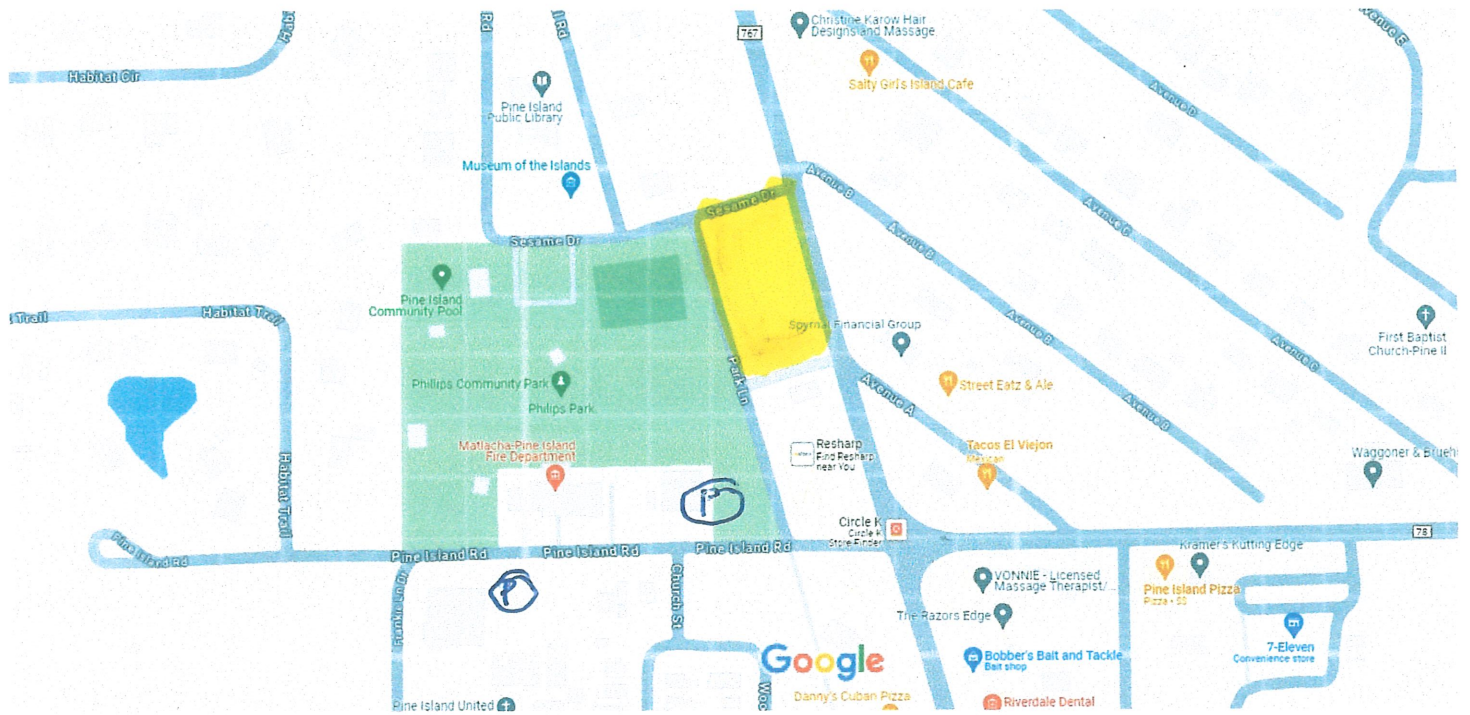 Habitat Cir
Habi
Rd
l Rd
767
Christine Karow Hair
Designs and Massage
Salty Girl's Island Cafe
Avenue E
Avenue D
Pine Island
Public Library
Museum of the Islands
Avenue B
Sesame Dr
Sesame Dr
Avenue B
Avenue C
Pine Island
Community Pool
Trail
Habitat Trail
Spyrnal Financial Group
Avenue B
Avenue C
First Baptist
Church-Pine Il
Park Ln
Phillips Community Park
Philips Park
Avenue A
Street Eatz & Ale
Avenue B
Matlacha-Pine Island
Fire Department
Resharp
Find Resharp
near You
Tacos El Viejon
Mexican
Waggoner & Bruehl
Habitat Trail
P
Circle K
Circle K
Store Finder
78
Pine Island Rd
Pine Island Rd
Pine Island Rd
Pine Island Rd
Kramer's Kutting Edge
P
Church St
Franklyn Dr
VONNIE - Licensed
Massage Therapist/...
Pine Island Pizza
Pizza • $$
The Razors Edge
7-Eleven
Convenience store
Google
Bobber's Bait and Tackle
Bait shop
Woo
Danny's Cuban Pizza
Riverdale Dental
Pine Island United